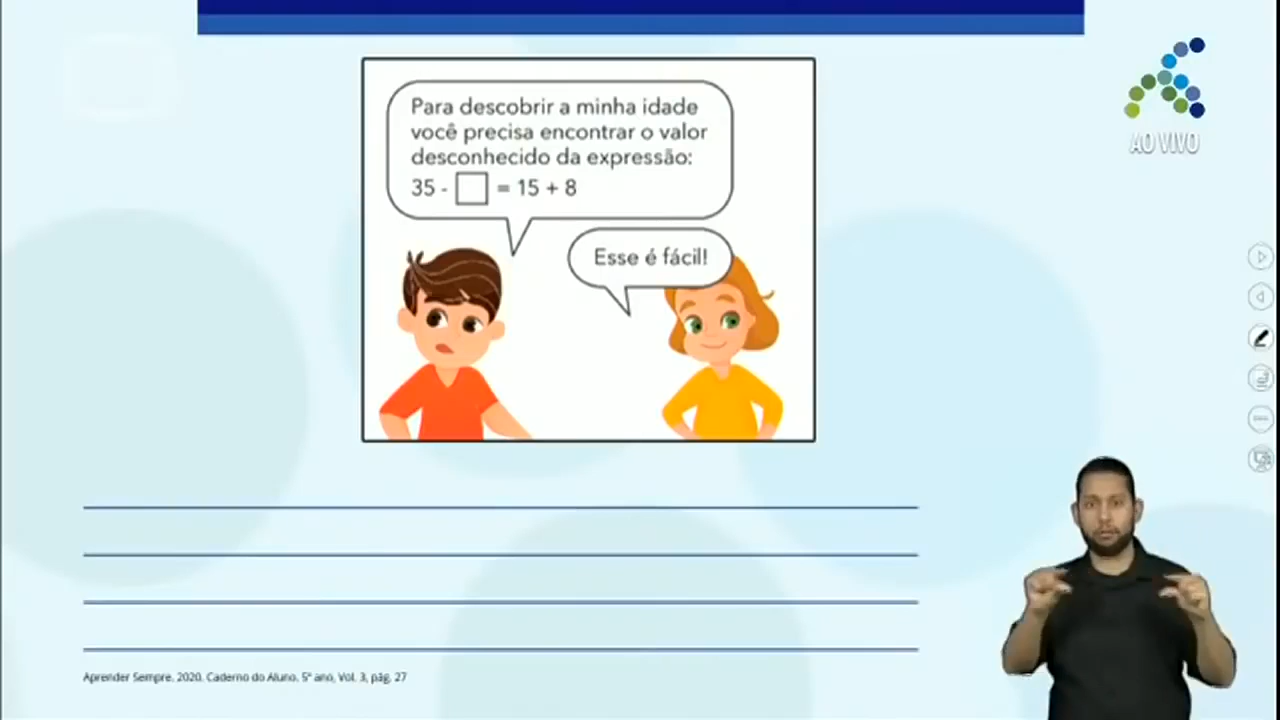 Para descobrir a minha idade
você precisa encontrar o valor
desconhecido da expressão:
35 - □ = 15 + 8
Esse é fácil!
AO VIVO
Aprender Sempre, 2020, Caderno do Aluno, 5º ano, Vol. 3, pág. 27